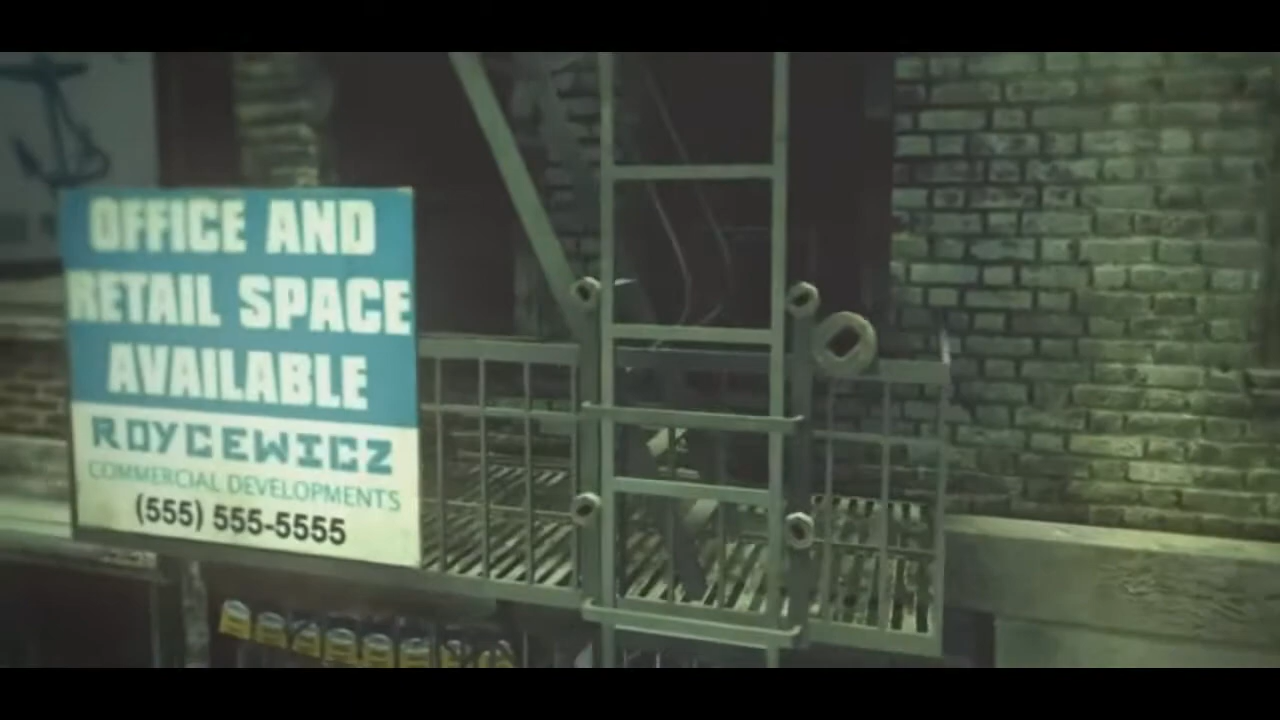 OFFICE AND
RETAIL SPACE
AVAILABLE
ROYCEWICZ
COMMERCIAL DEVELOPMENTS
(555) 555-5555